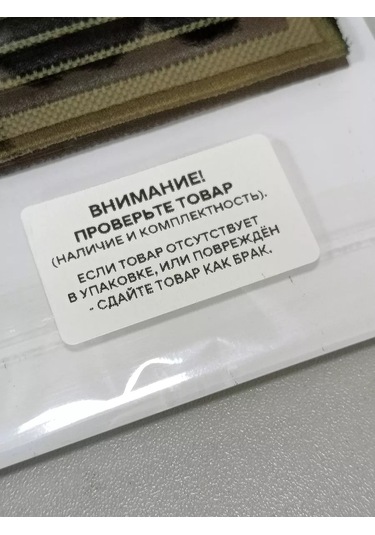 ВНИМАНИЕ!
ПРОВЕРЬТЕ ТОВАР
(НАЛИЧИЕ И КОМПЛЕКТНОСТЬ).
ЕСЛИ ТОВАР ОТСУТСТВУЕТ
В УПАКОВКЕ, ИЛИ ПОВРЕЖДЁН
- СДАЙТЕ ТОВАР КАК БРАК.